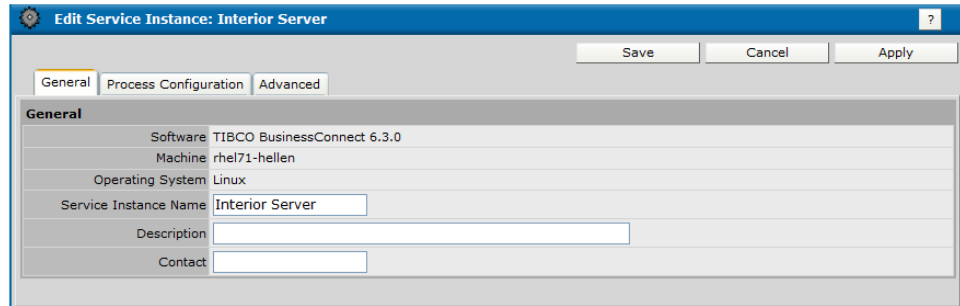 Edit Service Instance: Interior Server ?
Save Cancel Apply
General Process Configuration Advanced
General
Software TIBCO BusinessConnect 6.3.0
Machine rhel71-hellen
Operating System Linux
Service Instance Name Interior Server
Description
Contact